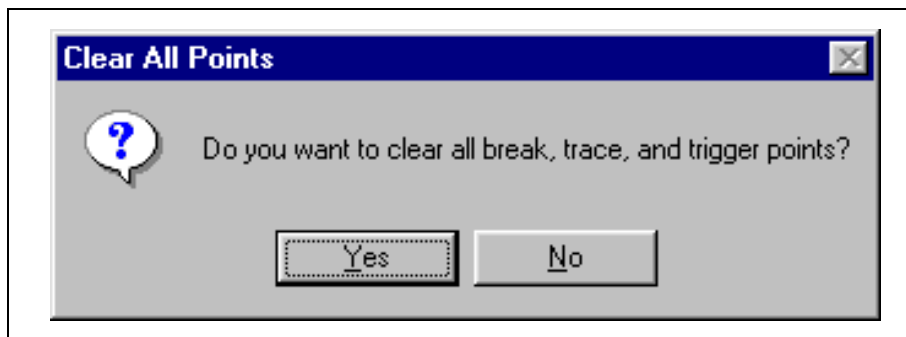 Clear All Points
Do you want to clear all break, trace, and trigger points?
Yes
No